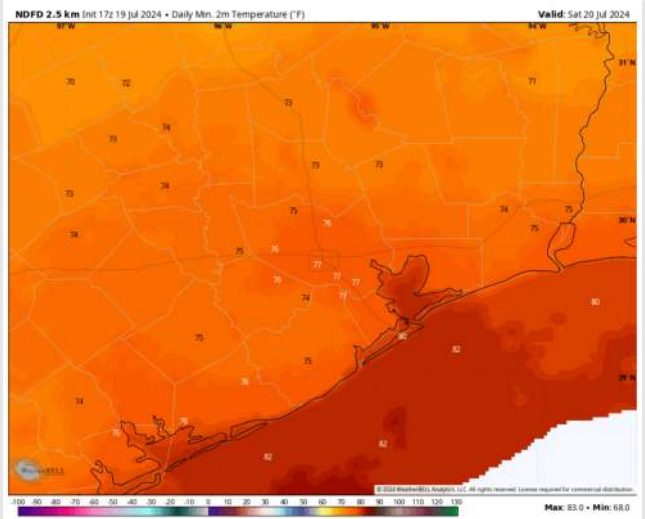 NDFD 2.5 km Init 17z 19 Jul 2024 • Daily Min. 2m Temperature (°F)
Valid: Sat 20 Jul 2024
97°W 96°W 95°W 94°W
31°N
70 72 71
73
74
73
73 73
74
73
75 76 74 75
30°N
74 75
75 76
77
76 77 77
74 77
80
80
75 82
75
29°N
76
74
76
76
82
82
WeatherBELL
© 2024 WeatherBELL Analytics, LLC. All rights reserved. License required for commercial distribution.
-100 -90 -80 -70 -60 -50 -40 -30 -20 -10 0 10 20 30 40 50 60 70 80 90 100 110 120 130
Max: 83.0 • Min: 68.0